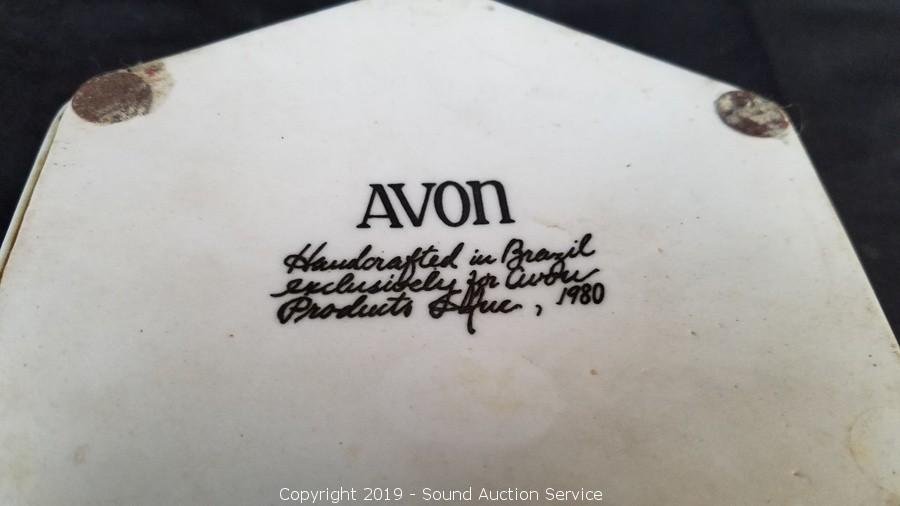 AVON
Handcrafted in Brazil
exclusively for Avon
Products Inc, 1980
Copyright 2019 - Sound Auction Service